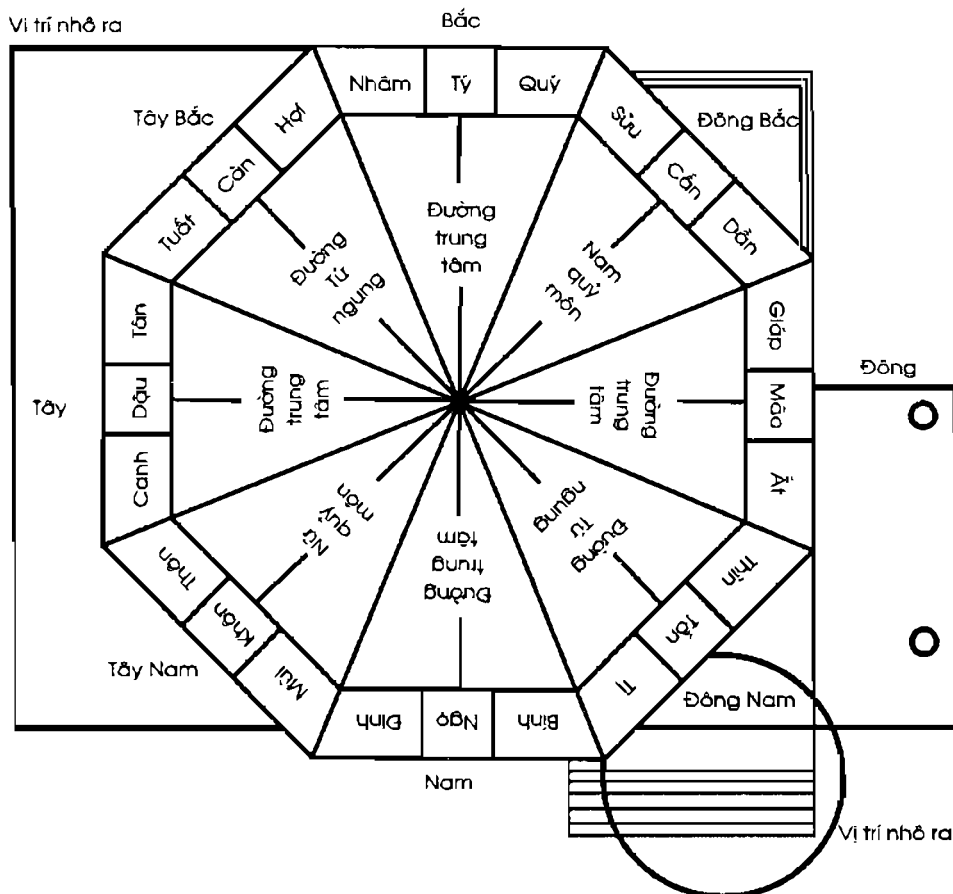 Vị trí nhô ra
Bắc
Nhâm
Tý
Quý
Tây Bắc
Hợi
Càn
Tuất
Sửu
Cấn
Dần
Đông Bắc
Đường
trung
tâm
Đường
Tứ
ngung
Nam
quỷ
môn
Tân
Dậu
Canh
Tây
Đường
trung
tâm
Đường
trung
tâm
Giáp
Mão
Ất
Đông
Nữ
quỷ
môn
Đường
trung
tâm
Đường
Tứ
ngung
Thân
Khôn
Mùi
Tây Nam
Thìn
Tốn
Tị
Đông Nam
Đinh
Ngọ
Bính
Nam
Vị trí nhô ra